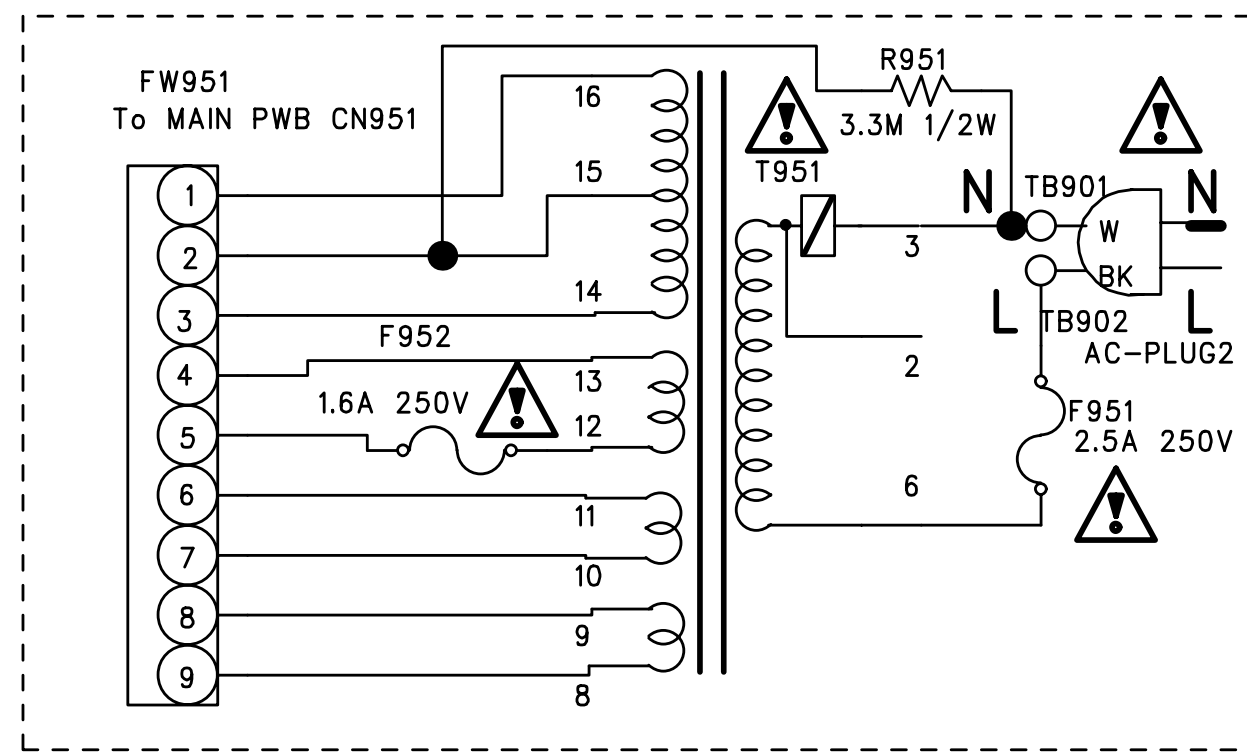 FW951
To MAIN PWB CN951
R951
3.3M 1/2W
T951
16
15
14
13
12
11
10
9
8
1
2
3
4
5
6
7
8
9
F952
1.6A 250V
3
2
6
N
TB901
N
W
BK
L
TB902
L
AC-PLUG2
F951
2.5A 250V
!
!
!
!